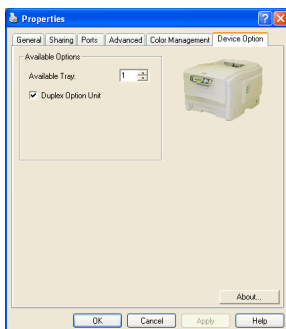 Properties
General Sharing Ports Advanced Color Management Device Option
Available Options
Available Tray: 1
Duplex Option Unit
About...
OK Cancel Apply Help